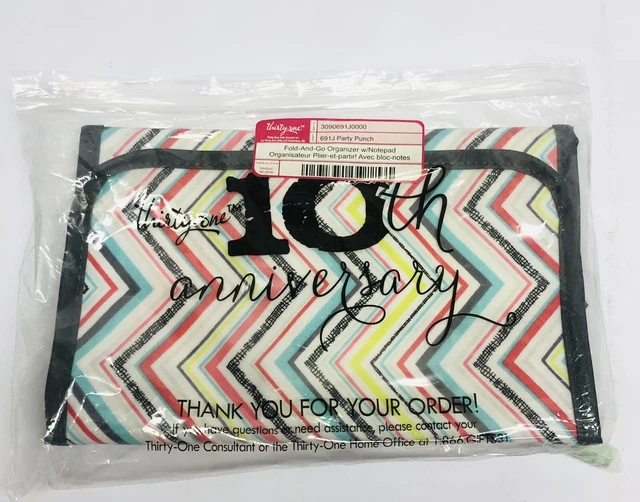 thirty-one
3090691J0000
691J Party Punch
Fold-And-Go Organizer w/Notepad
Organisateur Plier-et-partir! Avec bloc-notes
thirty-one 10th
anniversary
THANK YOU FOR YOUR ORDER!
If you have questions or need assistance, please contact your
Thirty-One Consultant or the Thirty-One Home Office at